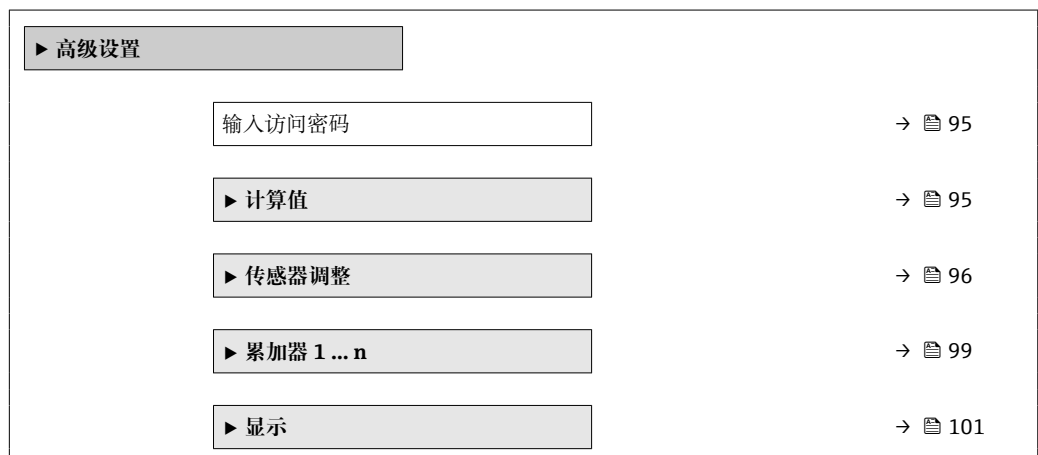 ▶ 高级设置
输入访问密码 → 🖹 95
▶ 计算值 → 🖹 95
▶ 传感器调整 → 🖹 96
▶ 累加器 1 … n → 🖹 99
▶ 显示 → 🖹 101